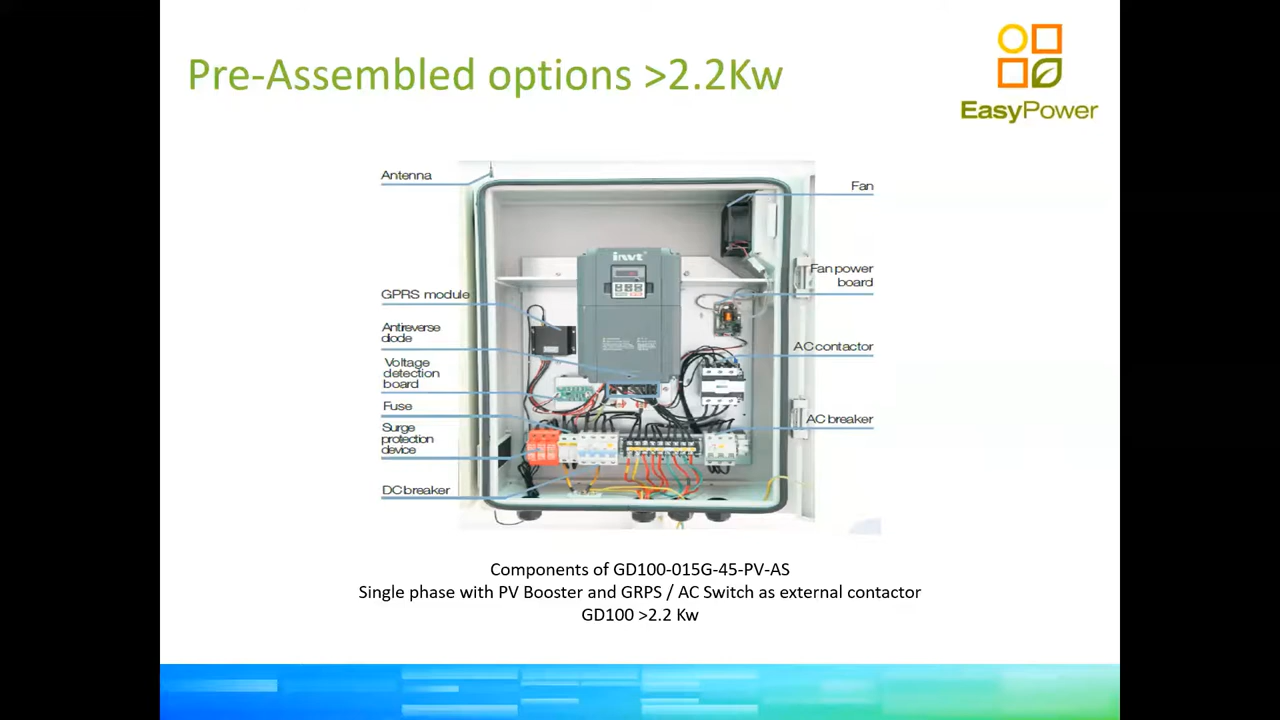 Pre-Assembled options >2.2Kw
EasyPower
Antenna
Fan
Fan power
board
GPRS module
Antireverse
diode
AC contactor
Voltage
detection
board
Fuse
AC breaker
Surge
protection
device
DC breaker
invt
Components of GD100-015G-45-PV-AS
Single phase with PV Booster and GRPS / AC Switch as external contactor
GD100 >2.2 Kw